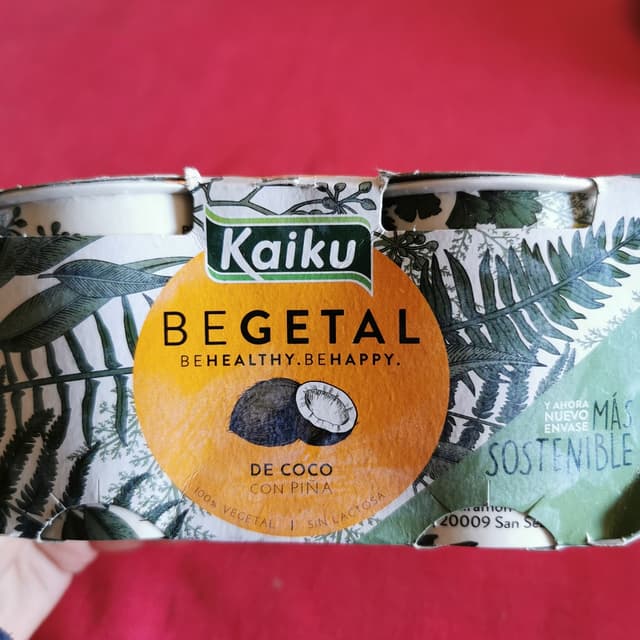 Kaiku
BEGETAL
BEHEALTHY.BEHAPPY.
DE COCO
CON PIÑA
100% VEGETAL | SIN LACTOSA
Y AHORA
NUEVO
ENVASE
MÁS
SOSTENIBLE
20009 San Se